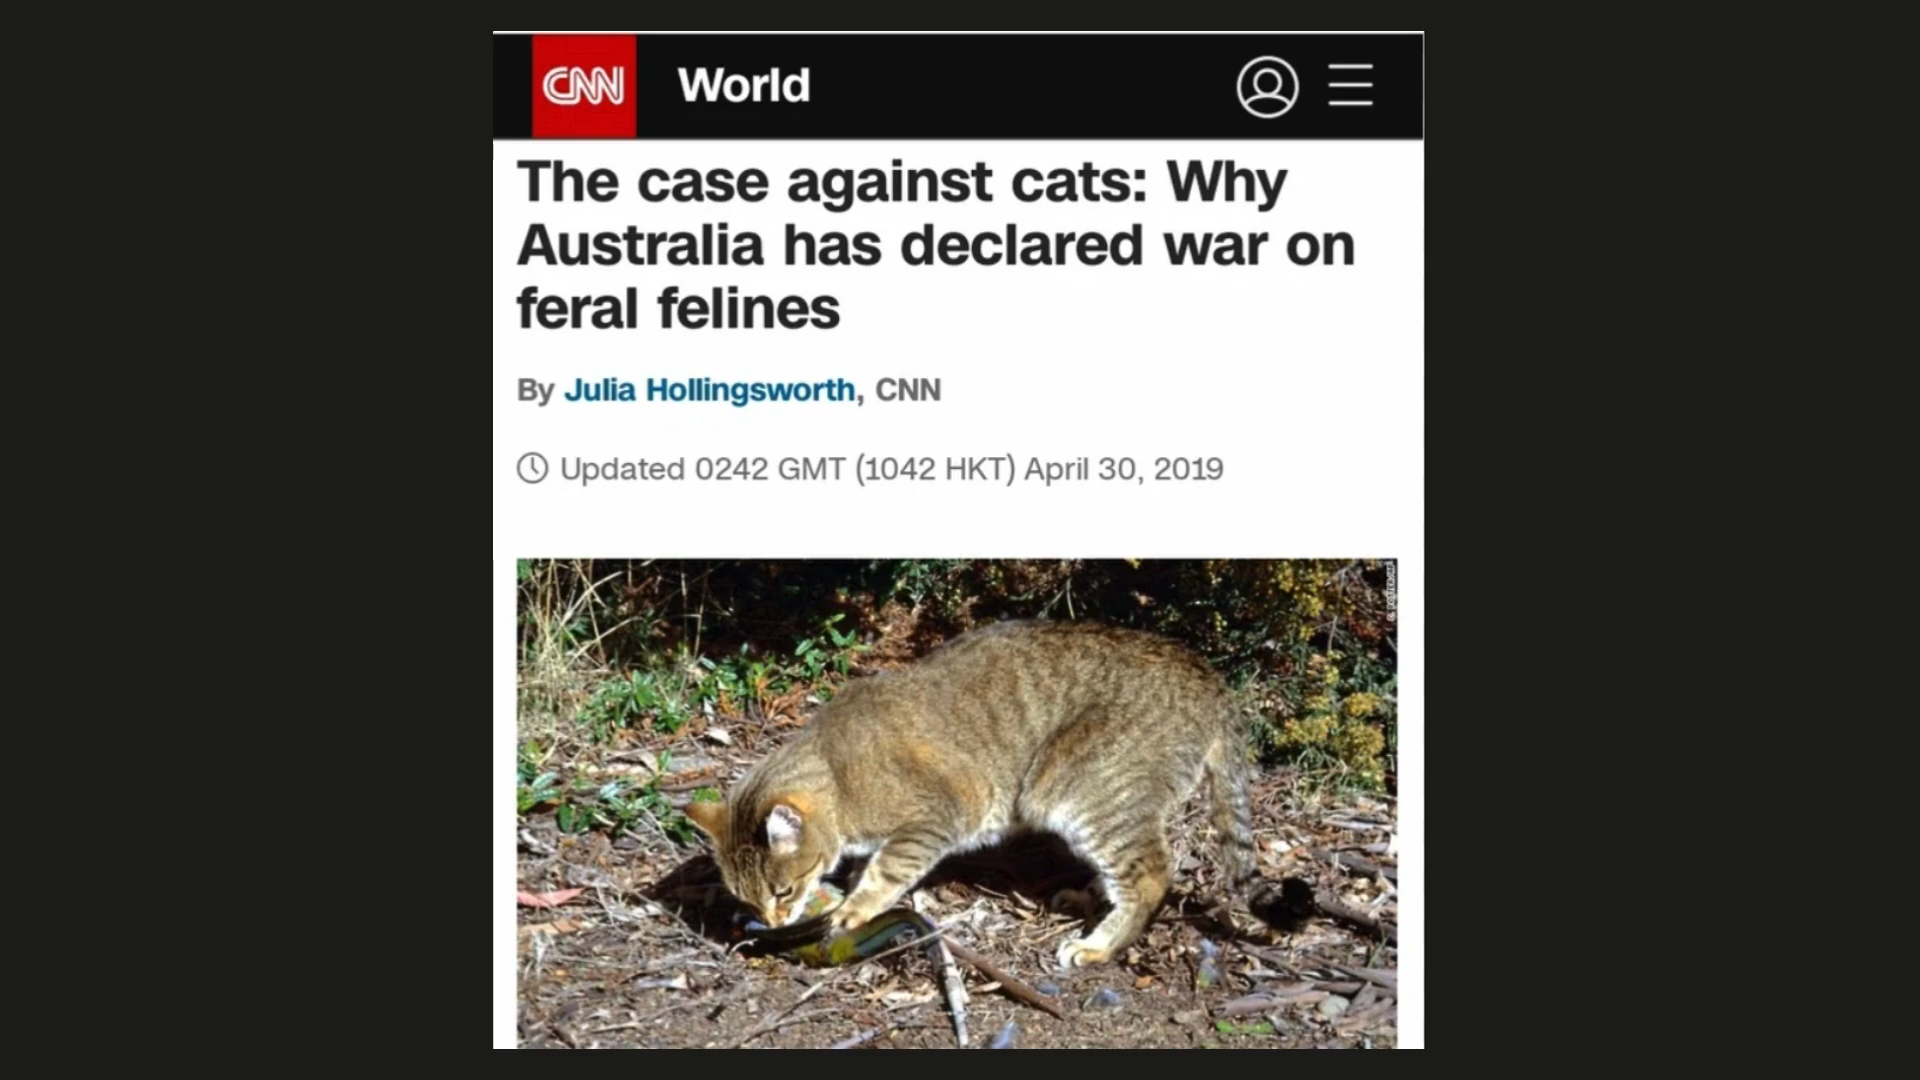 CNN World
The case against cats: Why
Australia has declared war on
feral felines
By Julia Hollingsworth, CNN
Updated 0242 GMT (1042 HKT) April 30, 2019